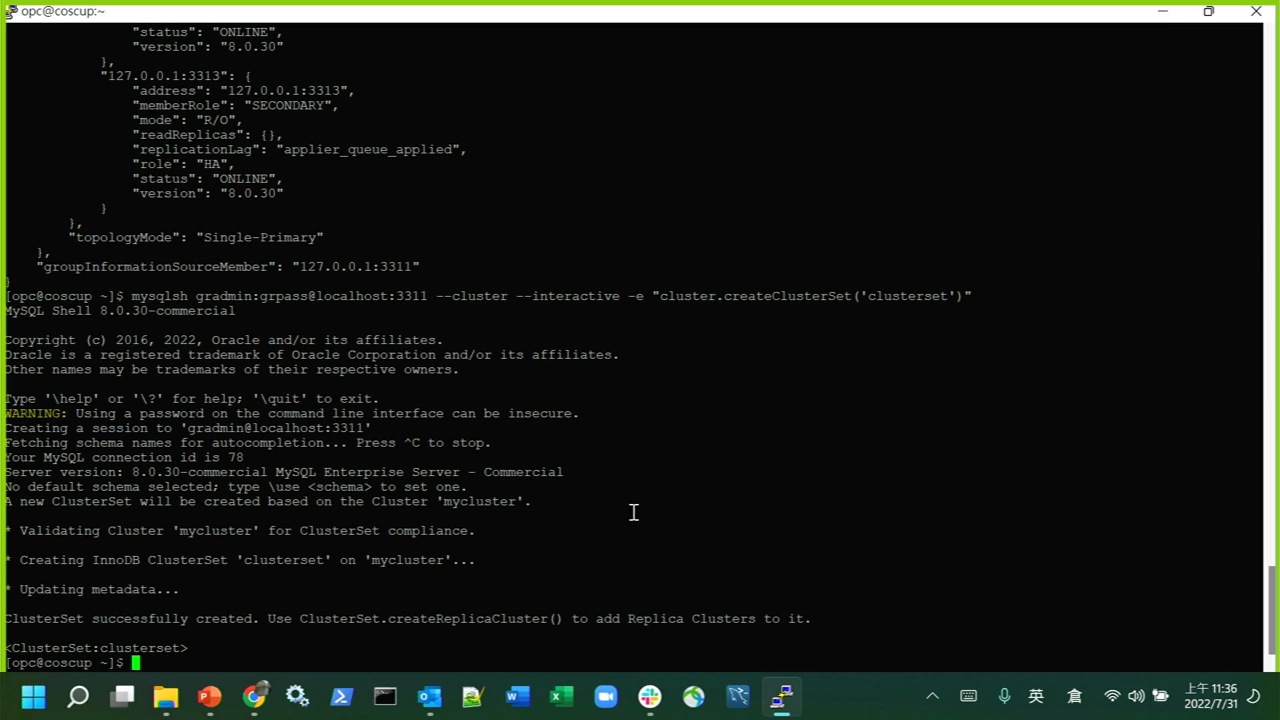 opc@coscup:~
"status": "ONLINE",
"version": "8.0.30"
},
"127.0.0.1:3313": {
"address": "127.0.0.1:3313",
"memberRole": "SECONDARY",
"mode": "R/O",
"readReplicas": {},
"replicationLag": "applier_queue_applied",
"role": "HA",
"status": "ONLINE",
"version": "8.0.30"
}
},
"topologyMode": "Single-Primary"
},
"groupInformationSourceMember": "127.0.0.1:3311"
}
[opc@coscup ~]$ mysqlsh gradmin:grpass@localhost:3311 --cluster --interactive -e "cluster.createClusterSet('clusterset')"
MySQL Shell 8.0.30-commercial
Copyright (c) 2016, 2022, Oracle and/or its affiliates.
Oracle is a registered trademark of Oracle Corporation and/or its affiliates.
Other names may be trademarks of their respective owners.
Type '\help' or '\?' for help; '\quit' to exit.
WARNING: Using a password on the command line interface can be insecure.
Creating a session to 'gradmin@localhost:3311'
Fetching schema names for autocompletion... Press ^C to stop.
Your MySQL connection id is 78
Server version: 8.0.30-commercial MySQL Enterprise Server - Commercial
No default schema selected; type \use <schema> to set one.
A new ClusterSet will be created based on the Cluster 'mycluster'.
* Validating Cluster 'mycluster' for ClusterSet compliance.
* Creating InnoDB ClusterSet 'clusterset' on 'mycluster'...
* Updating metadata...
ClusterSet successfully created. Use ClusterSet.createReplicaCluster() to add Replica Clusters to it.
<ClusterSet:clusterset>
[opc@coscup ~]$
英 倉 上午 11:36
2022/7/31